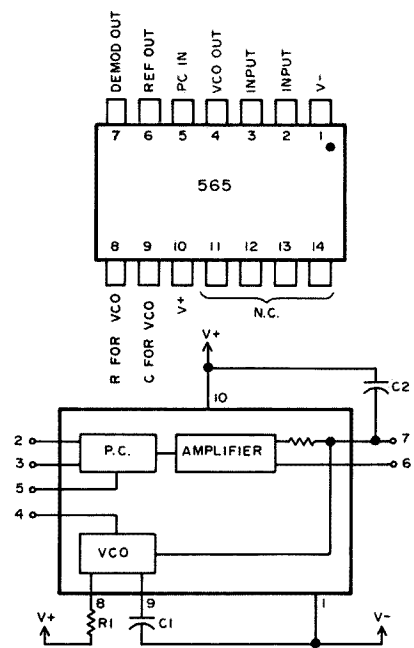 DEMOD OUT
REF OUT
PC IN
VCO OUT
INPUT
INPUT
V-
7 6 5 4 3 2 1
565
8 9 10 11 12 13 14
R FOR VCO
C FOR VCO
V+
N.C.
V+
C2
10
2
3
5
4
P.C.
AMPLIFIER
7
6
VCO
8 9 1
V+
R1
C1
V-